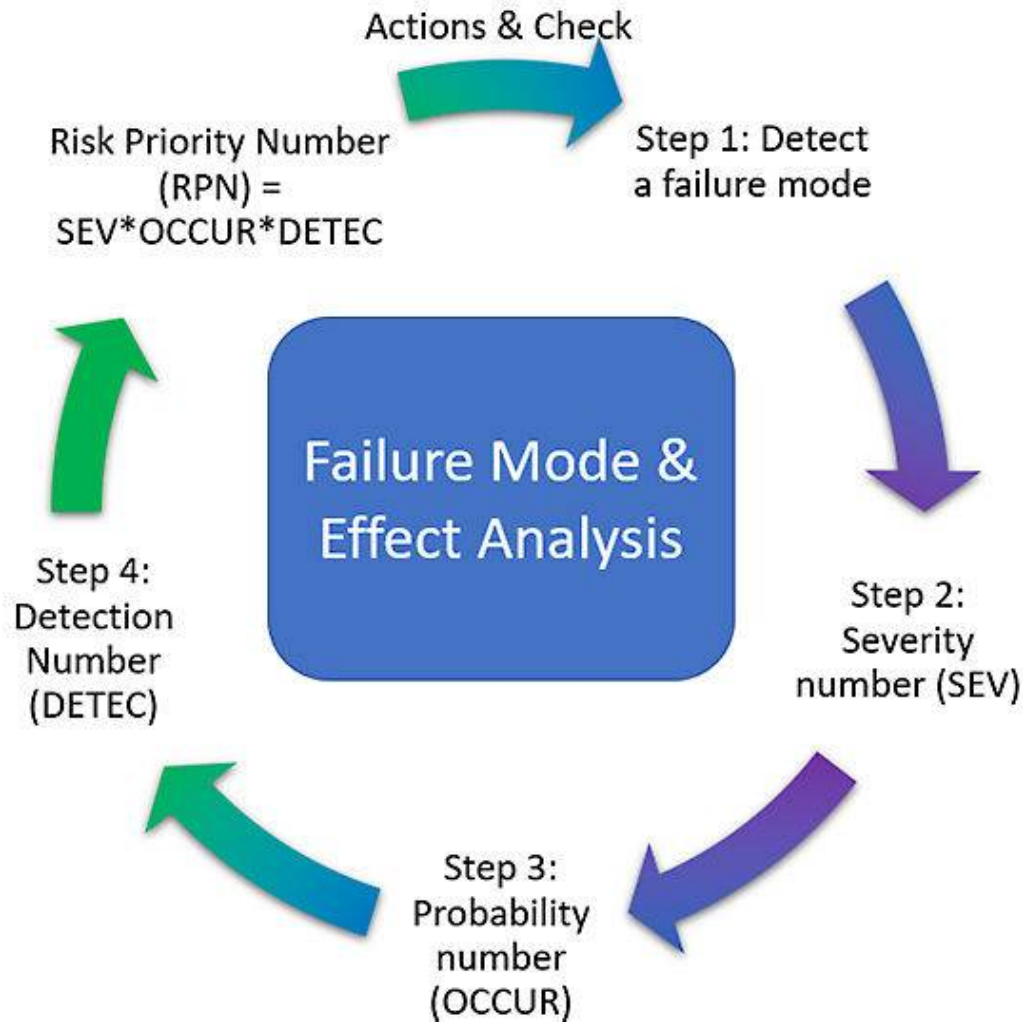 Actions & Check
Step 1: Detect
a failure mode
Step 2:
Severity
number (SEV)
Step 3:
Probability
number
(OCCUR)
Step 4:
Detection
Number
(DETEC)
Risk Priority Number
(RPN) =
SEV*OCCUR*DETEC
Failure Mode &
Effect Analysis